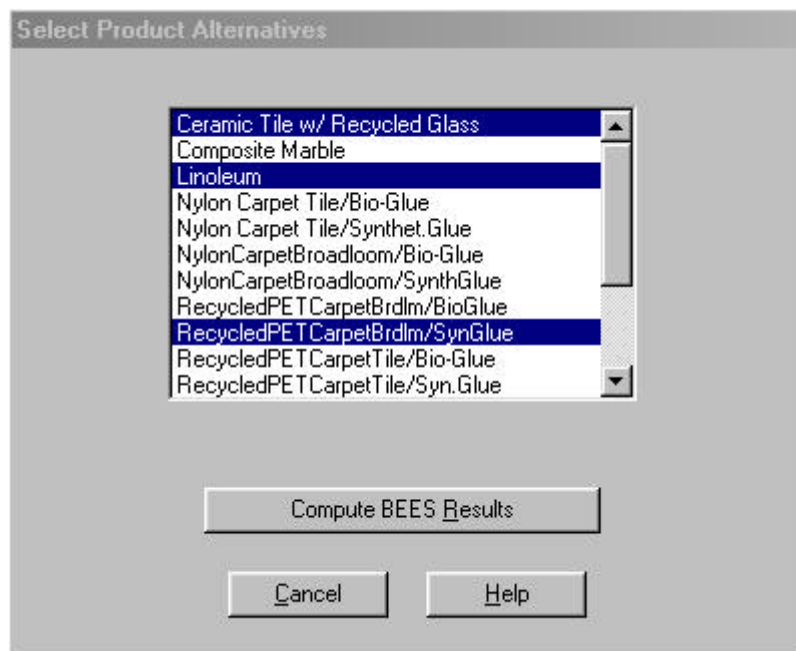 Select Product Alternatives
Ceramic Tile w/ Recycled Glass
Composite Marble
Linoleum
Nylon Carpet Tile/Bio-Glue
Nylon Carpet Tile/Synthet.Glue
NylonCarpetBroadloom/Bio-Glue
NylonCarpetBroadloom/SynthGlue
RecycledPETCarpetBrdlm/BioGlue
RecycledPETCarpetBrdlm/SynGlue
RecycledPETCarpetTile/Bio-Glue
RecycledPETCarpetTile/Syn.Glue
Compute BEES Results
Cancel
Help